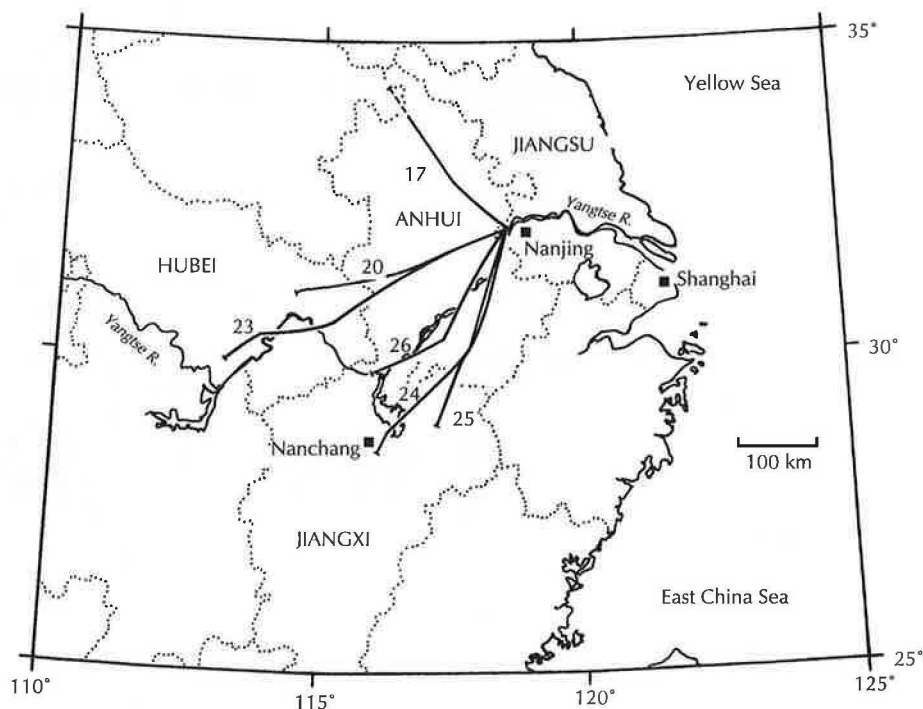 35°
Yellow Sea
JIANGSU
17
Yangtse R.
ANHUI
Nanjing
HUBEI
20
Shanghai
23
Yangtse R.
26
30°
24
25
Nanchang
100 km
JIANGXI
East China Sea
110°
115°
120°
125°
25°